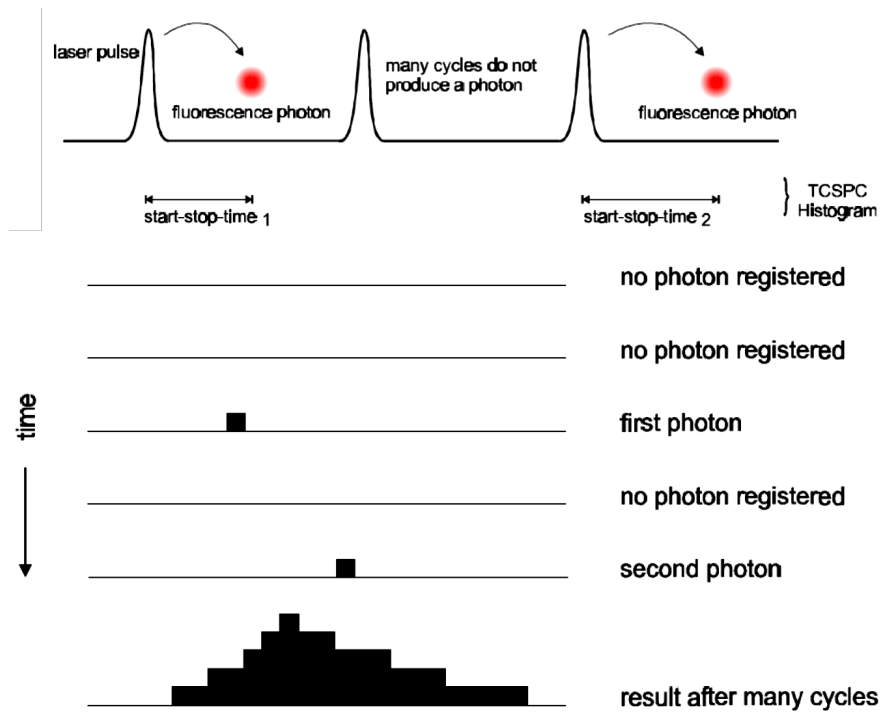 laser pulse
fluorescence photon
many cycles do not
produce a photon
fluorescence photon
start-stop-time 1
start-stop-time 2
TCSPC
Histogram
no photon registered
no photon registered
time
first photon
no photon registered
second photon
result after many cycles